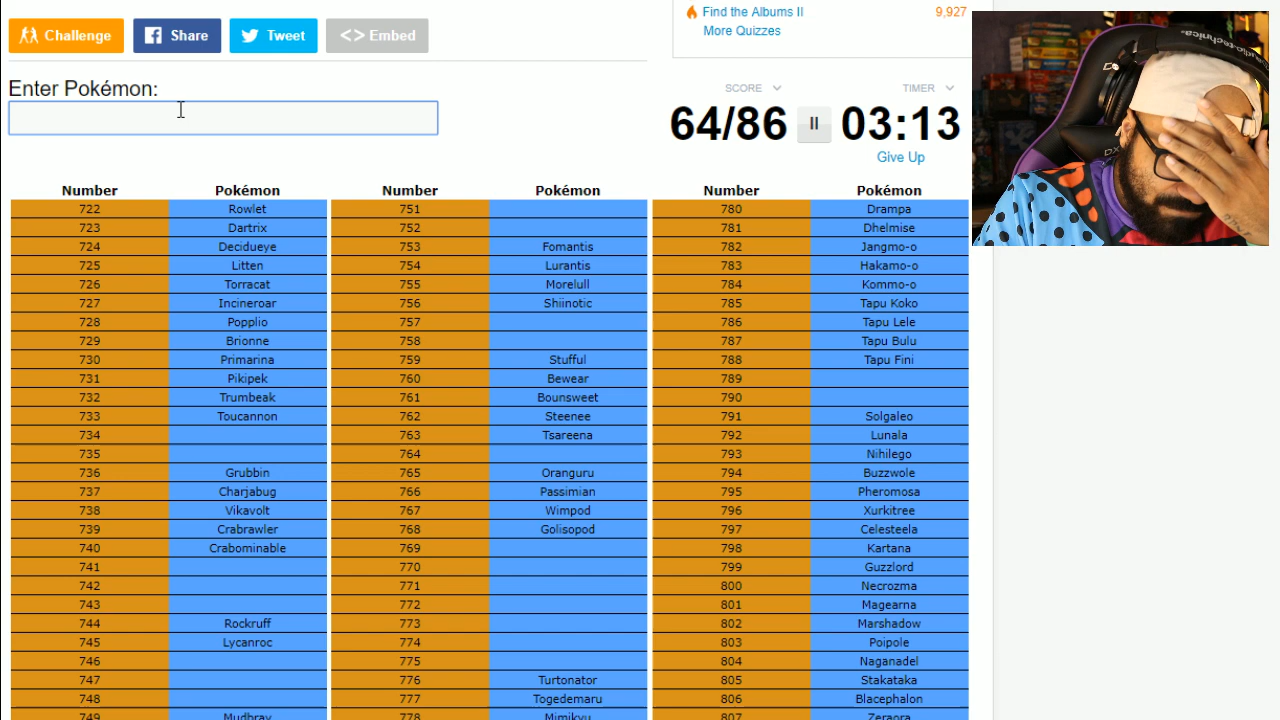 Challenge Share Tweet <> Embed
Find the Albums II 9,927
More Quizzes
Enter Pokémon:
SCORE TIMER
64/86 03:13
Give Up
Number Pokémon Number Pokémon Number Pokémon
722 Rowlet 751 780 Drampa
723 Dartrix 752 781 Dhelmise
724 Decidueye 753 Fomantis 782 Jangmo-o
725 Litten 754 Lurantis 783 Hakamo-o
726 Torracat 755 Morelull 784 Kommo-o
727 Incineroar 756 Shiinotic 785 Tapu Koko
728 Popplio 757 786 Tapu Lele
729 Brionne 758 787 Tapu Bulu
730 Primarina 759 Stufful 788 Tapu Fini
731 Pikipek 760 Bewear 789
732 Trumbeak 761 Bounsweet 790
733 Toucannon 762 Steenee 791 Solgaleo
734 763 Tsareena 792 Lunala
735 764 793 Nihilego
736 Grubbin 765 Oranguru 794 Buzzwole
737 Charjabug 766 Passimian 795 Pheromosa
738 Vikavolt 767 Wimpod 796 Xurkitree
739 Crabrawler 768 Golisopod 797 Celesteela
740 Crabominable 769 798 Kartana
741 770 799 Guzzlord
742 771 800 Necrozma
743 772 801 Magearna
744 Rockruff 773 802 Marshadow
745 Lycanroc 774 803 Poipole
746 775 804 Naganadel
747 776 Turtonator 805 Stakataka
748 777 Togedemaru 806 Blacephalon
749 Mudbray 778 Mimikyu 807 Zeraora
audio-technica
DX